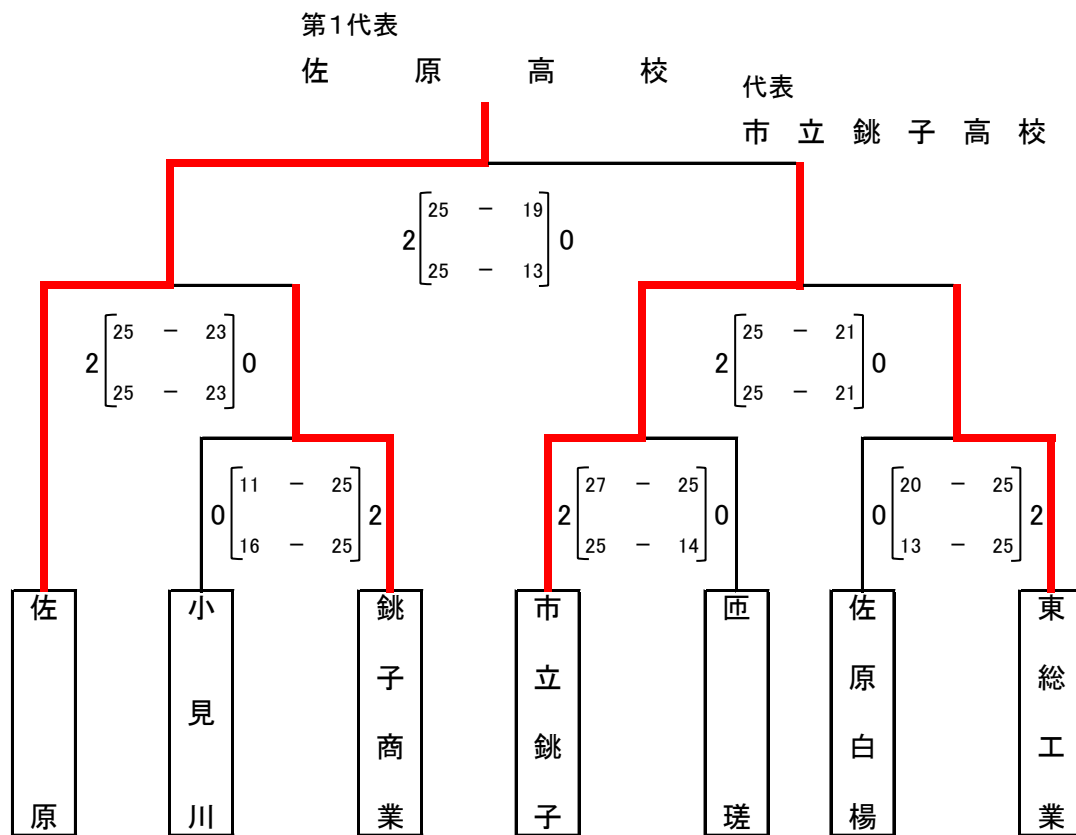 第1代表
佐原高校
代表
市立銚子高校
25 － 19
2 0
25 － 13
25 － 23
2 0
25 － 23
25 － 21
2 0
25 － 21
11 － 25
0 2
16 － 25
27 － 25
2 0
25 － 14
20 － 25
0 2
13 － 25
佐原
小見川
銚子商業
市立銚子
匝瑳
佐原白楊
東総工業